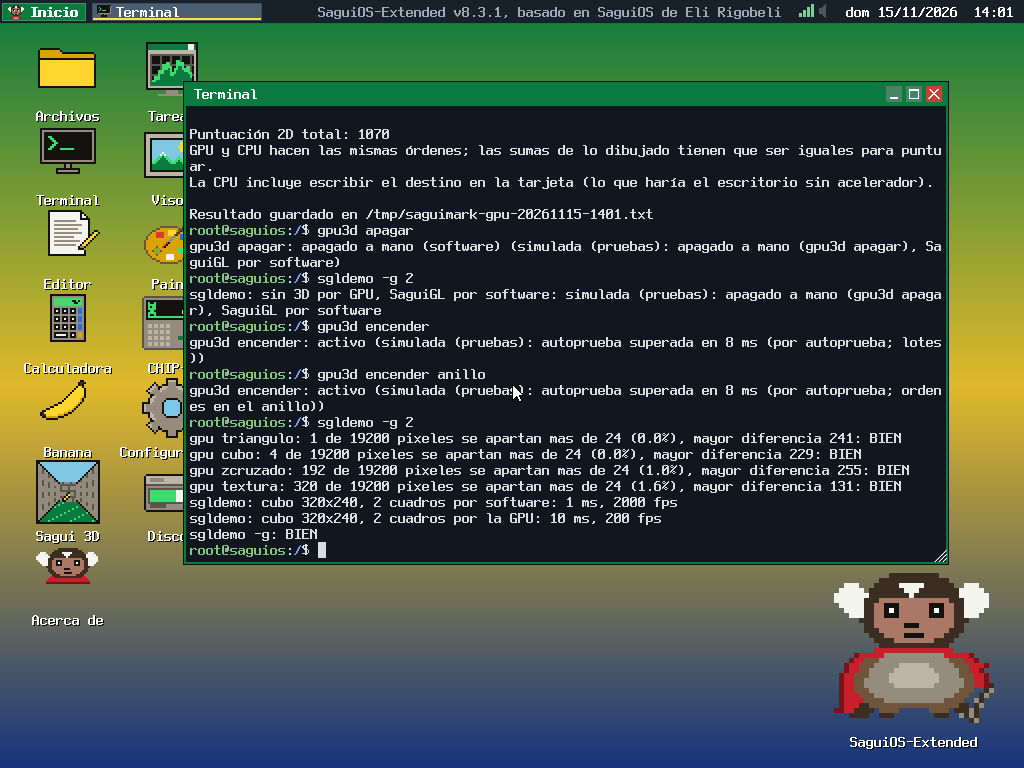 Inicio
Terminal
SaguiOS-Extended v8.3.1, basado en SaguiOS de Eli Rigobeli
dom 15/11/2026 14:01
Archivos
Tarea
Terminal
Viso
Editor
Pain
Calculadora
CHIP-
Banana
Configur
Sagui 3D
Disco
Acerca de
Terminal
Puntuación 2D total: 1070
GPU y CPU hacen las mismas órdenes; las sumas de lo dibujado tienen que ser iguales para puntu
ar.
La CPU incluye escribir el destino en la tarjeta (lo que haría el escritorio sin acelerador).
Resultado guardado en /tmp/saguimark-gpu-20261115-1401.txt
root@saguios:/$ gpu3d apagar
gpu3d apagar: apagado a mano (software) (simulada (pruebas): apagado a mano (gpu3d apagar), Sa
guiGL por software)
root@saguios:/$ sgldemo -g 2
sgldemo: sin 3D por GPU, SaguiGL por software: simulada (pruebas): apagado a mano (gpu3d apaga
r), SaguiGL por software
root@saguios:/$ gpu3d encender
gpu3d encender: activo (simulada (pruebas): autoprueba superada en 8 ms (por autoprueba; lotes
))
root@saguios:/$ gpu3d encender anillo
gpu3d encender: activo (simulada (pruebas): autoprueba superada en 8 ms (por autoprueba; orden
es en el anillo))
root@saguios:/$ sgldemo -g 2
gpu triangulo: 1 de 19200 pixeles se apartan mas de 24 (0.0%), mayor diferencia 241: BIEN
gpu cubo: 4 de 19200 pixeles se apartan mas de 24 (0.0%), mayor diferencia 229: BIEN
gpu zcruzado: 192 de 19200 pixeles se apartan mas de 24 (1.0%), mayor diferencia 255: BIEN
gpu textura: 320 de 19200 pixeles se apartan mas de 24 (1.6%), mayor diferencia 131: BIEN
sgldemo: cubo 320x240, 2 cuadros por software: 1 ms, 2000 fps
sgldemo: cubo 320x240, 2 cuadros por la GPU: 10 ms, 200 fps
sgldemo -g: BIEN
root@saguios:/$
SaguiOS-Extended